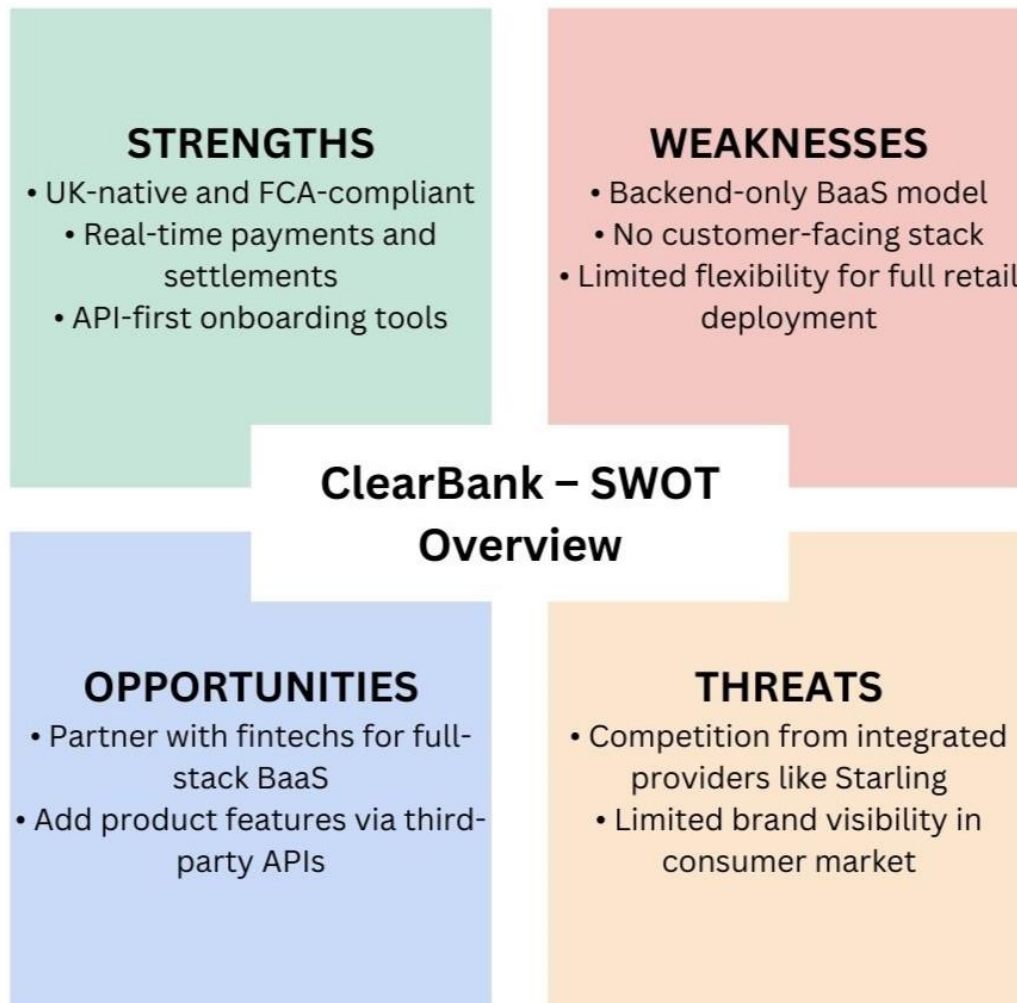 STRENGTHS
• UK-native and FCA-compliant
• Real-time payments and
settlements
• API-first onboarding tools
WEAKNESSES
• Backend-only BaaS model
• No customer-facing stack
• Limited flexibility for full retail
deployment
ClearBank – SWOT
Overview
OPPORTUNITIES
• Partner with fintechs for full-
stack BaaS
• Add product features via third-
party APIs
THREATS
• Competition from integrated
providers like Starling
• Limited brand visibility in
consumer market